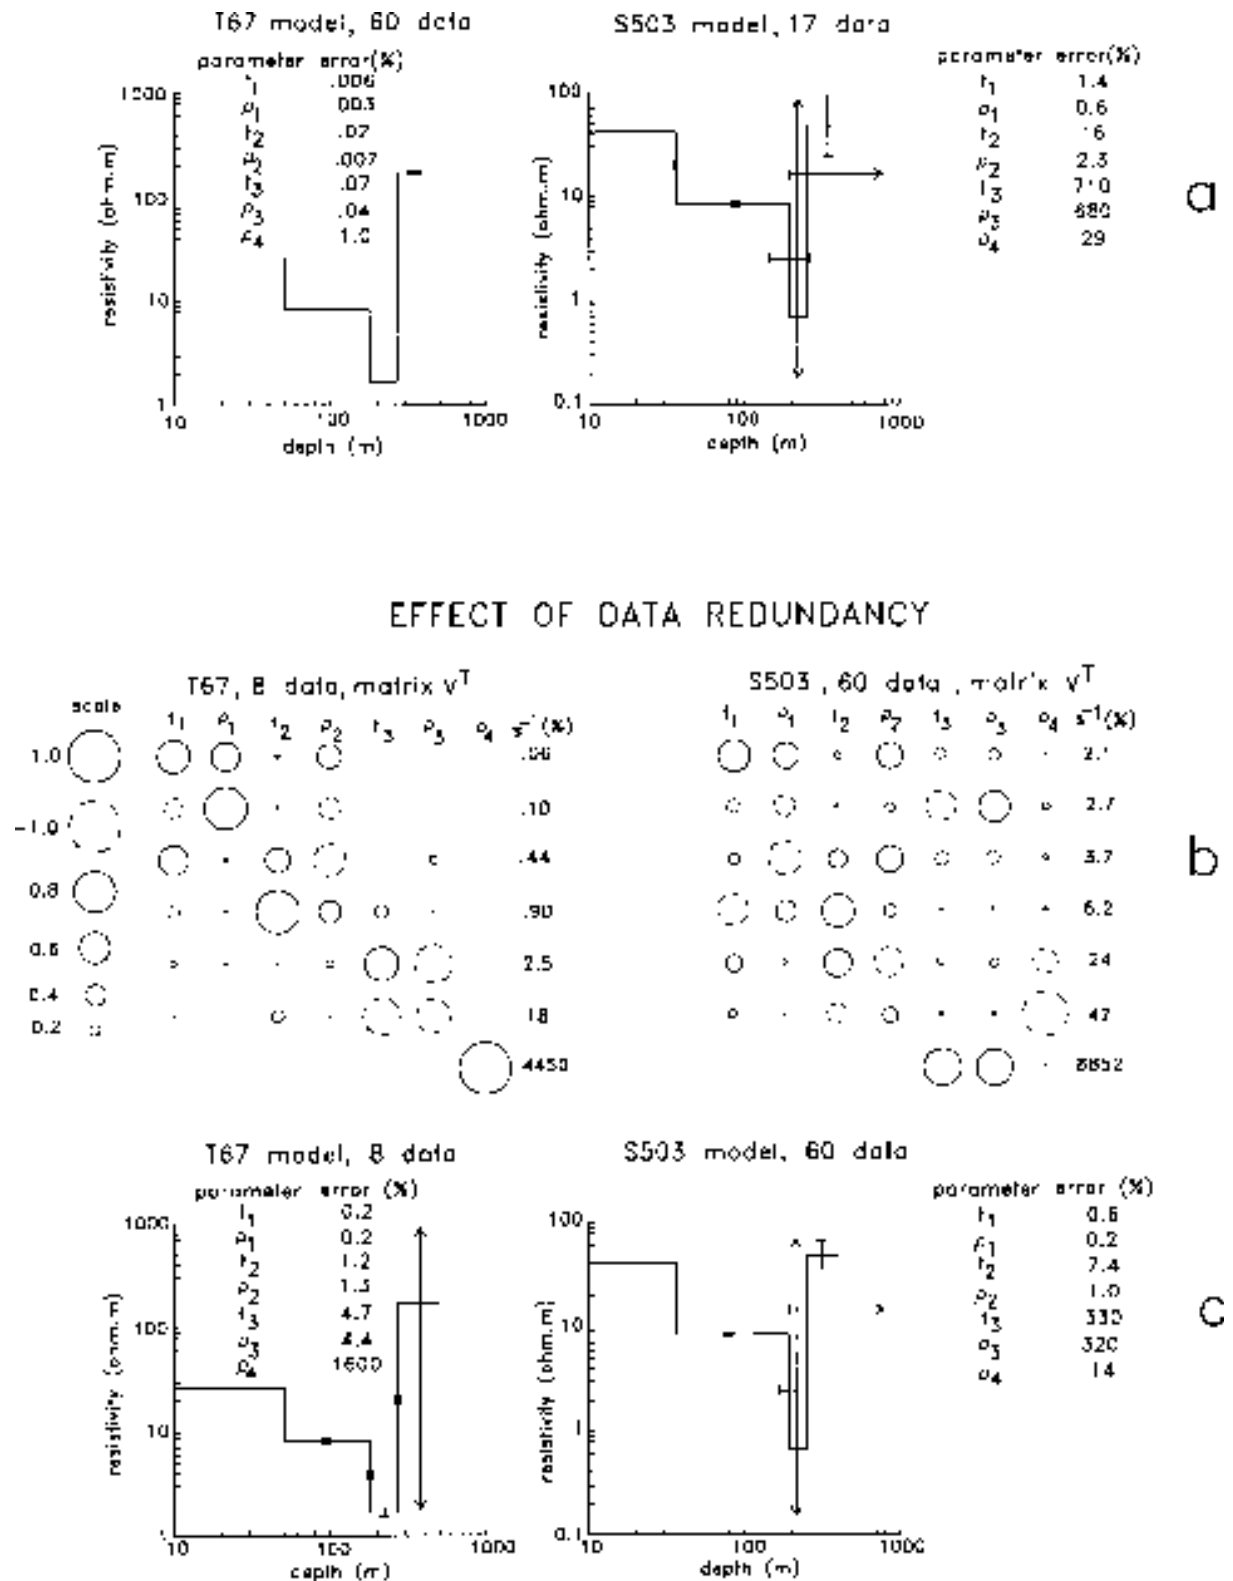 T67 model, 60 data
parameter error(%)
t1 .006
ρ1 .003
t2 .07
ρ2 .007
t3 .07
ρ3 .04
ρ4 1.0
1000
100
10
1
resistivity (ohm.m)
10 100 1000
depth (m)
S503 model, 17 data
100
10
1
0.1
resistivity (ohm.m)
10 100 1000
depth (m)
parameter error(%)
t1 1.4
ρ1 0.6
t2 16
ρ2 2.3
t3 710
ρ3 680
ρ4 29
a
EFFECT OF DATA REDUNDANCY
scale
1.0
-1.0
0.8
0.6
0.4
0.2
T67, 8 data, matrix VT
t1 ρ1 t2 ρ2 t3 ρ3 ρ4 s-1(%)
.06
.10
.44
.90
2.5
18
4450
S503, 60 data, matrix VT
t1 ρ1 t2 ρ2 t3 ρ3 ρ4 s-1(%)
2.7
3.7
6.2
24
47
8852
b
T67 model, 8 data
parameter error (%)
t1 0.2
ρ1 0.2
t2 1.2
ρ2 1.3
t3 4.7
ρ3 4.4
ρ4 1600
1000
100
10
1
resistivity (ohm.m)
10 100 1000
depth (m)
S503 model, 60 data
100
10
1
0.1
resistivity (ohm.m)
10 100 1000
depth (m)
parameter error (%)
t1 0.6
ρ1 0.2
t2 7.4
ρ2 1.0
t3 330
ρ3 320
ρ4 14
c